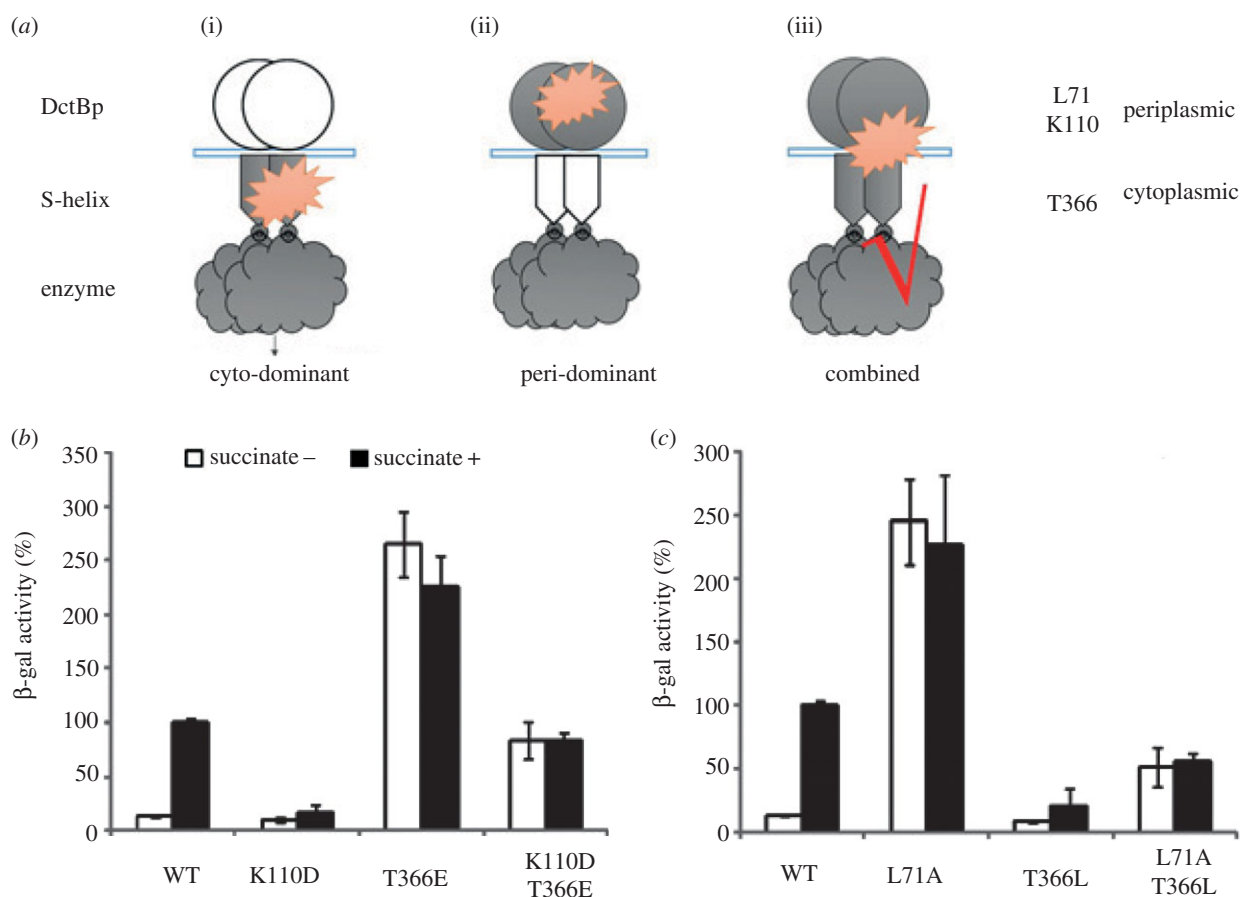 (a)
(i)
(ii)
(iii)
DctBp
S-helix
enzyme
L71
K110
periplasmic
T366
cytoplasmic
cyto-dominant
peri-dominant
combined
(b)
succinate –
succinate +
β-gal activity (%)
350
300
250
200
150
100
50
0
WT
K110D
T366E
K110D
T366E
(c)
β-gal activity (%)
300
250
200
150
100
50
0
WT
L71A
T366L
L71A
T366L